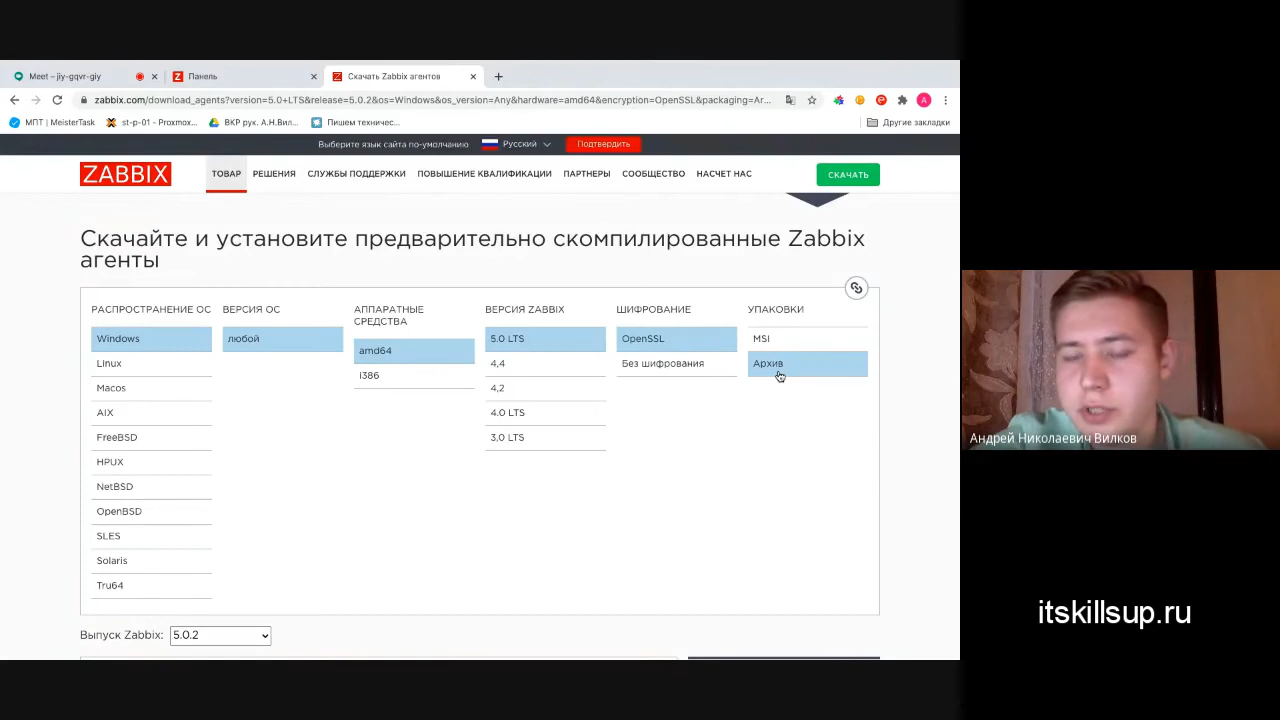 Meet – jiy-gqvr-giy
Панель
Скачать Zabbix агентов
zabbix.com/download_agents?version=5.0+LTS&release=5.0.2&os=Windows&os_version=Any&hardware=amd64&encryption=OpenSSL&packaging=Ar...
A
МПТ | MeisterTask
st-p-01 - Proxmox...
ВКР рук. А.Н.Вил...
Пишем техничес...
Другие закладки
Выберите язык сайта по-умолчанию
Русский
Подтвердить
ZABBIX
ТОВАР
РЕШЕНИЯ
СЛУЖБЫ ПОДДЕРЖКИ
ПОВЫШЕНИЕ КВАЛИФИКАЦИИ
ПАРТНЕРЫ
СООБЩЕСТВО
НАСЧЕТ НАС
СКАЧАТЬ
Скачайте и установите предварительно скомпилированные Zabbix
агенты
РАСПРОСТРАНЕНИЕ ОС
Windows
Linux
Macos
AIX
FreeBSD
HPUX
NetBSD
OpenBSD
SLES
Solaris
Tru64
ВЕРСИЯ ОС
любой
АППАРАТНЫЕ
СРЕДСТВА
amd64
i386
ВЕРСИЯ ZABBIX
5.0 LTS
4,4
4,2
4.0 LTS
3,0 LTS
ШИФРОВАНИЕ
OpenSSL
Без шифрования
УПАКОВКИ
MSI
Архив
Выпуск Zabbix:
5.0.2
Андрей Николаевич Вилков
itskillsup.ru